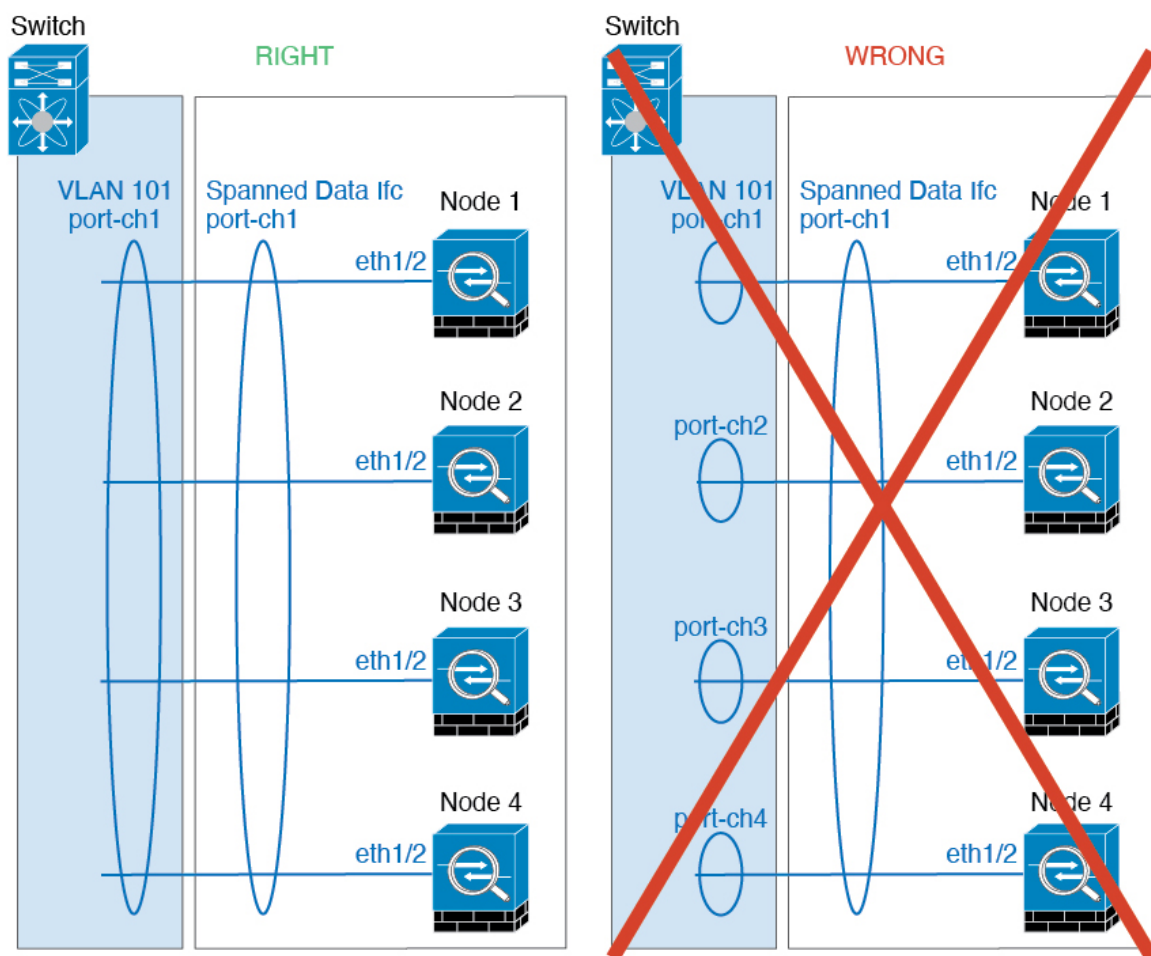 Switch
RIGHT
VLAN 101
port-ch1
Spanned Data Ifc
port-ch1
Node 1
eth1/2
Node 2
eth1/2
Node 3
eth1/2
Node 4
eth1/2
Switch
WRONG
VLAN 101
port-ch1
Spanned Data Ifc
port-ch1
Node 1
eth1/2
port-ch2
Node 2
eth1/2
port-ch3
Node 3
eth1/2
port-ch4
Node 4
eth1/2